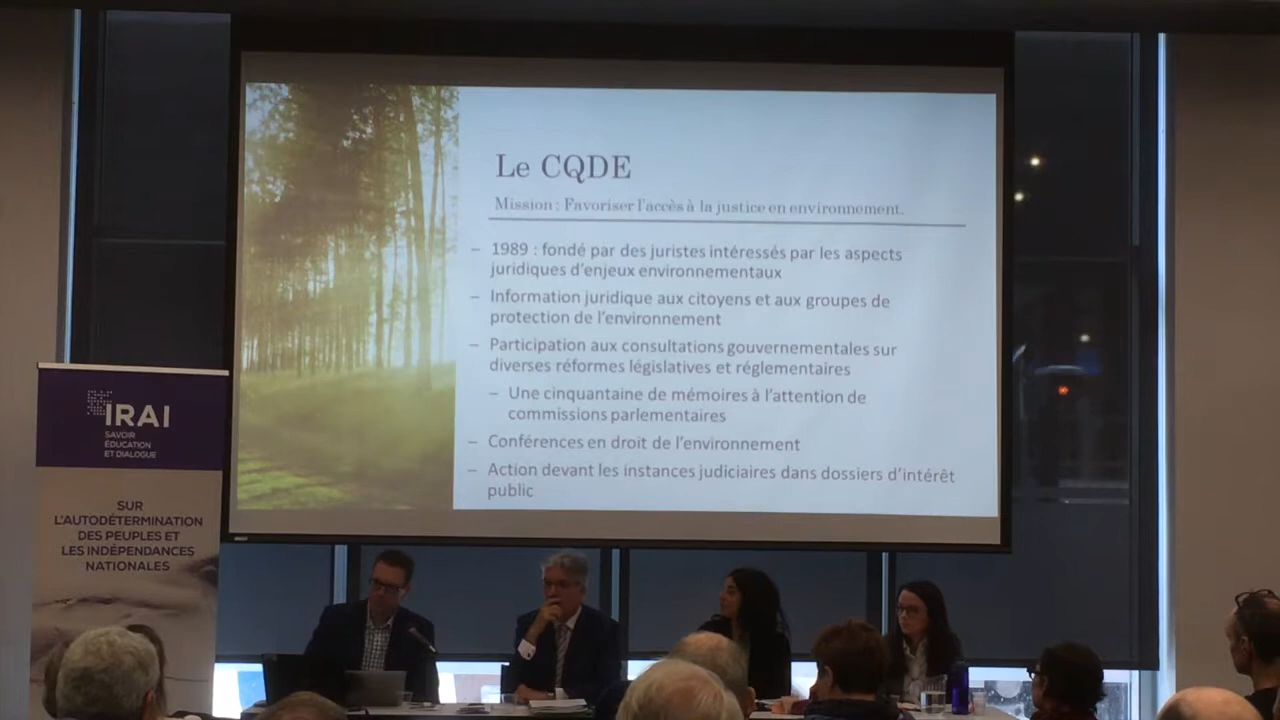 Le CQDE
Mission : Favoriser l'accès à la justice en environnement.
– 1989 : fondé par des juristes intéressés par les aspects
juridiques d'enjeux environnementaux
– Information juridique aux citoyens et aux groupes de
protection de l'environnement
– Participation aux consultations gouvernementales sur
diverses réformes législatives et réglementaires
– Une cinquantaine de mémoires à l'attention de
commissions parlementaires
– Conférences en droit de l'environnement
– Action devant les instances judiciaires dans dossiers d'intérêt
public
IRAI
SAVOIR
ÉDUCATION
ET DIALOGUE
SUR
L'AUTODÉTERMINATION
DES PEUPLES ET
LES INDÉPENDANCES
NATIONALES